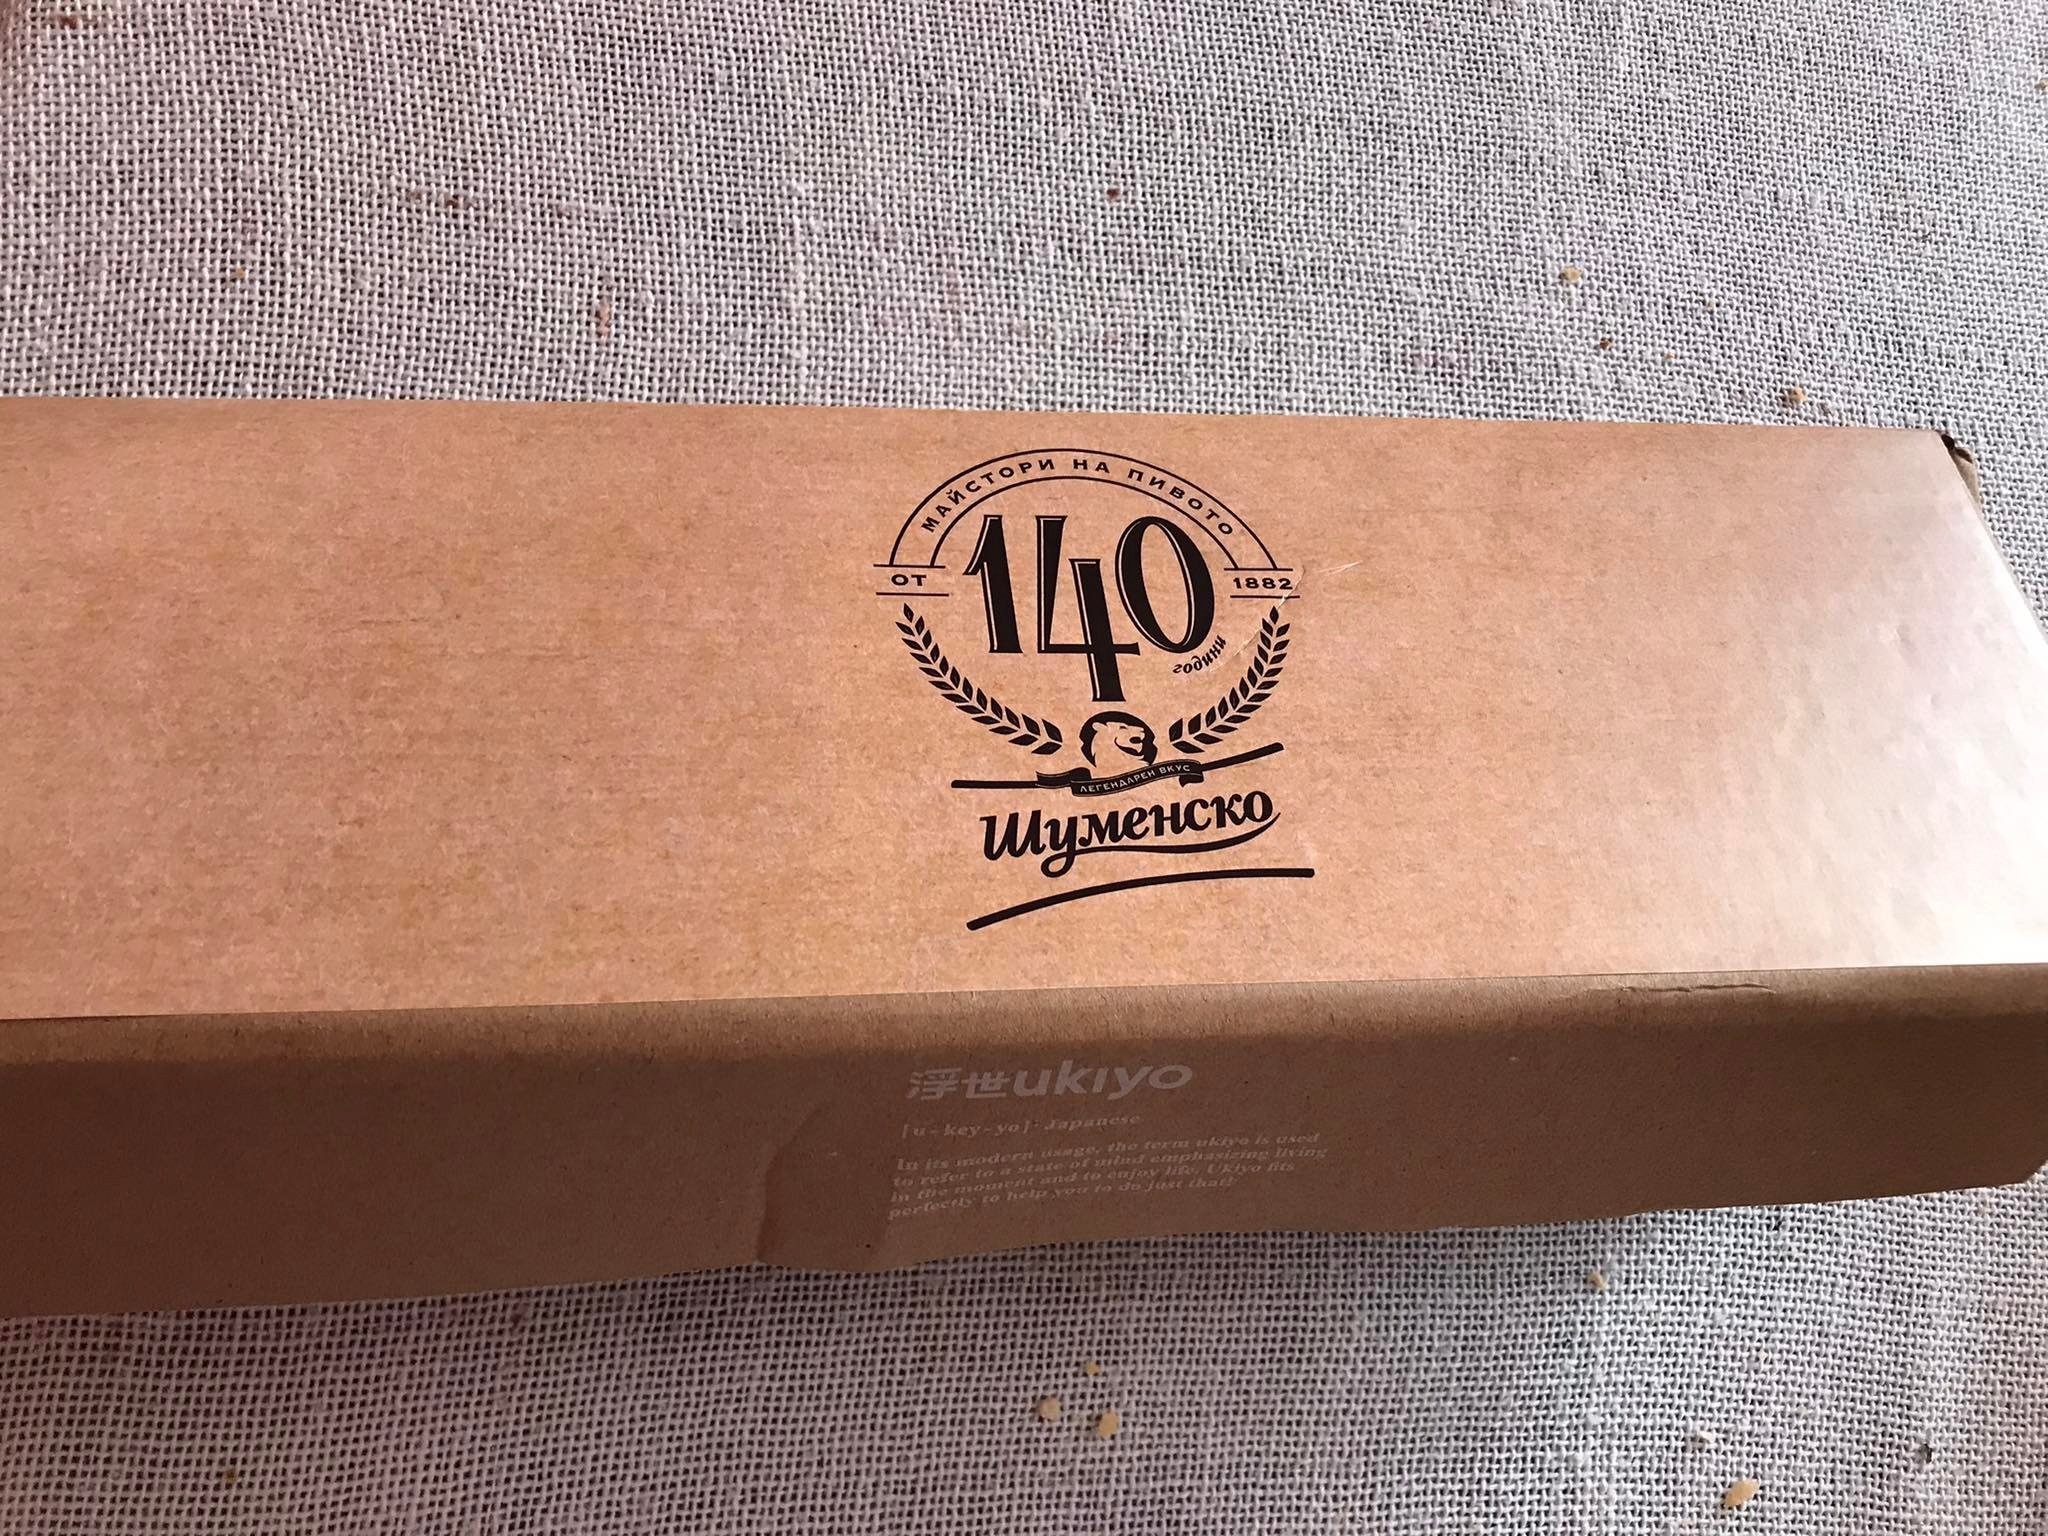 МАЙСТОРИ НА ПИВОТО
ОТ
140
1882
години
ЛЕГЕНДАРЕН ВКУС
Шуменско
浮世ukiyo
[u-key-yo]· Japanese
In its modern usage, the term ukiyo is used
to refer to a state of mind emphasizing living
in the moment and to enjoy life. Ukiyo fits
perfectly to help you to do just that!